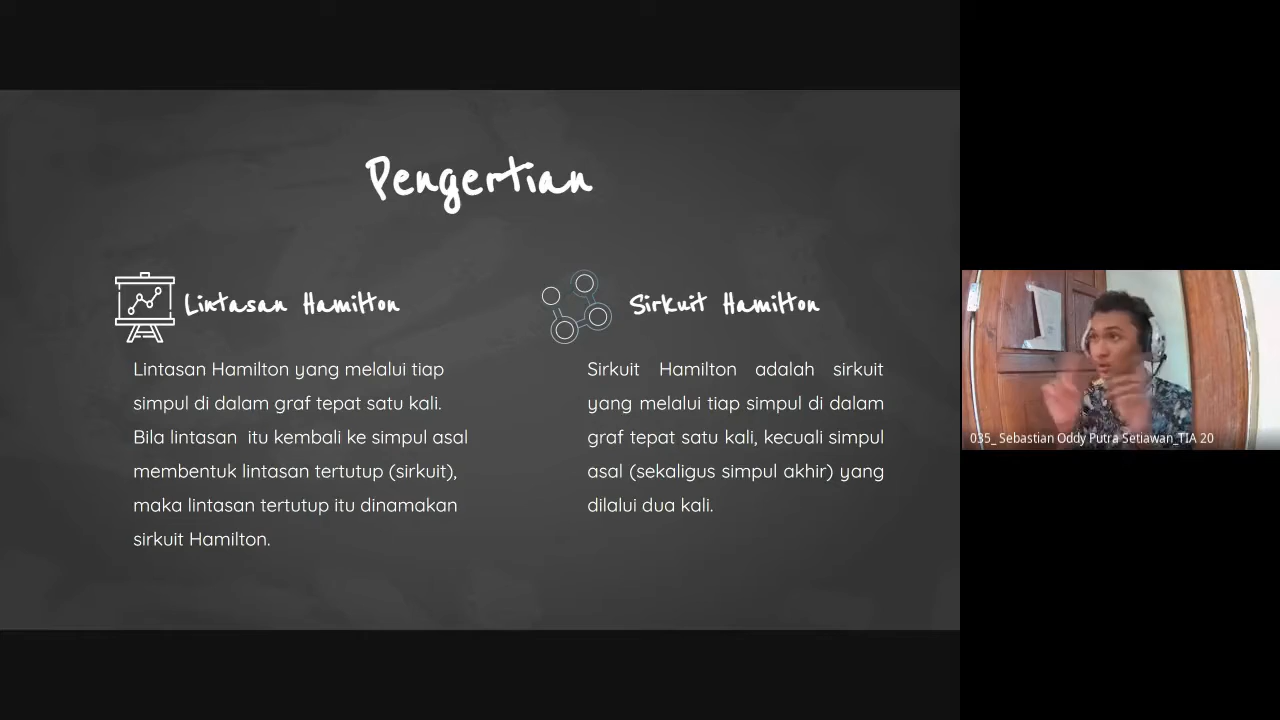 Pengertian
Lintasan Hamilton
Lintasan Hamilton yang melalui tiap
simpul di dalam graf tepat satu kali.
Bila lintasan itu kembali ke simpul asal
membentuk lintasan tertutup (sirkuit),
maka lintasan tertutup itu dinamakan
sirkuit Hamilton.
Sirkuit Hamilton
Sirkuit Hamilton adalah sirkuit
yang melalui tiap simpul di dalam
graf tepat satu kali, kecuali simpul
asal (sekaligus simpul akhir) yang
dilalui dua kali.
035_ Sebastian Oddy Putra Setiawan_TIA 20